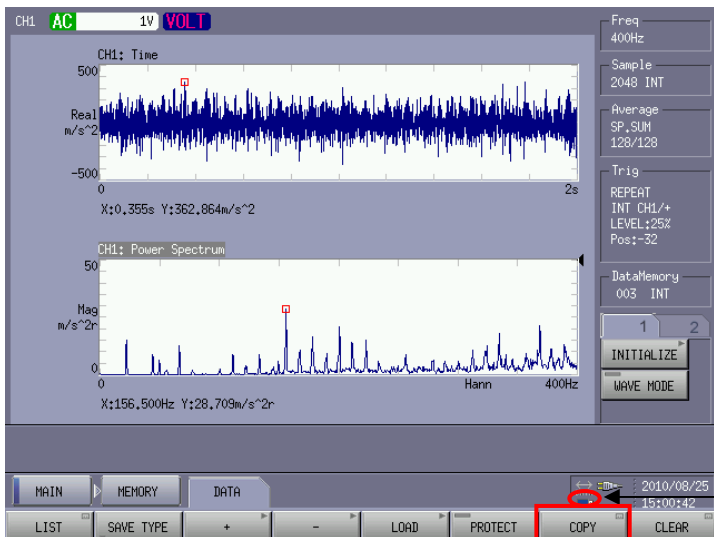 CH1 AC 1V VOLT
CH1: Time
500
Real
m/s^2
-500
0 2s
X:0.355s Y:362.864m/s^2
CH1: Power Spectrum
50
Mag
m/s^2r
0
0 Hann 400Hz
X:156.500Hz Y:28.709m/s^2r
Freq
400Hz
Sample
2048 INT
Average
SP.SUM
128/128
Trig
REPEAT
INT CH1/+
LEVEL:25%
Pos:-32
DataMemory
003 INT
1 2
INITIALIZE
WAVE MODE
MAIN MEMORY DATA
2010/08/25
15:00:42
LIST SAVE TYPE + - LOAD PROTECT COPY CLEAR